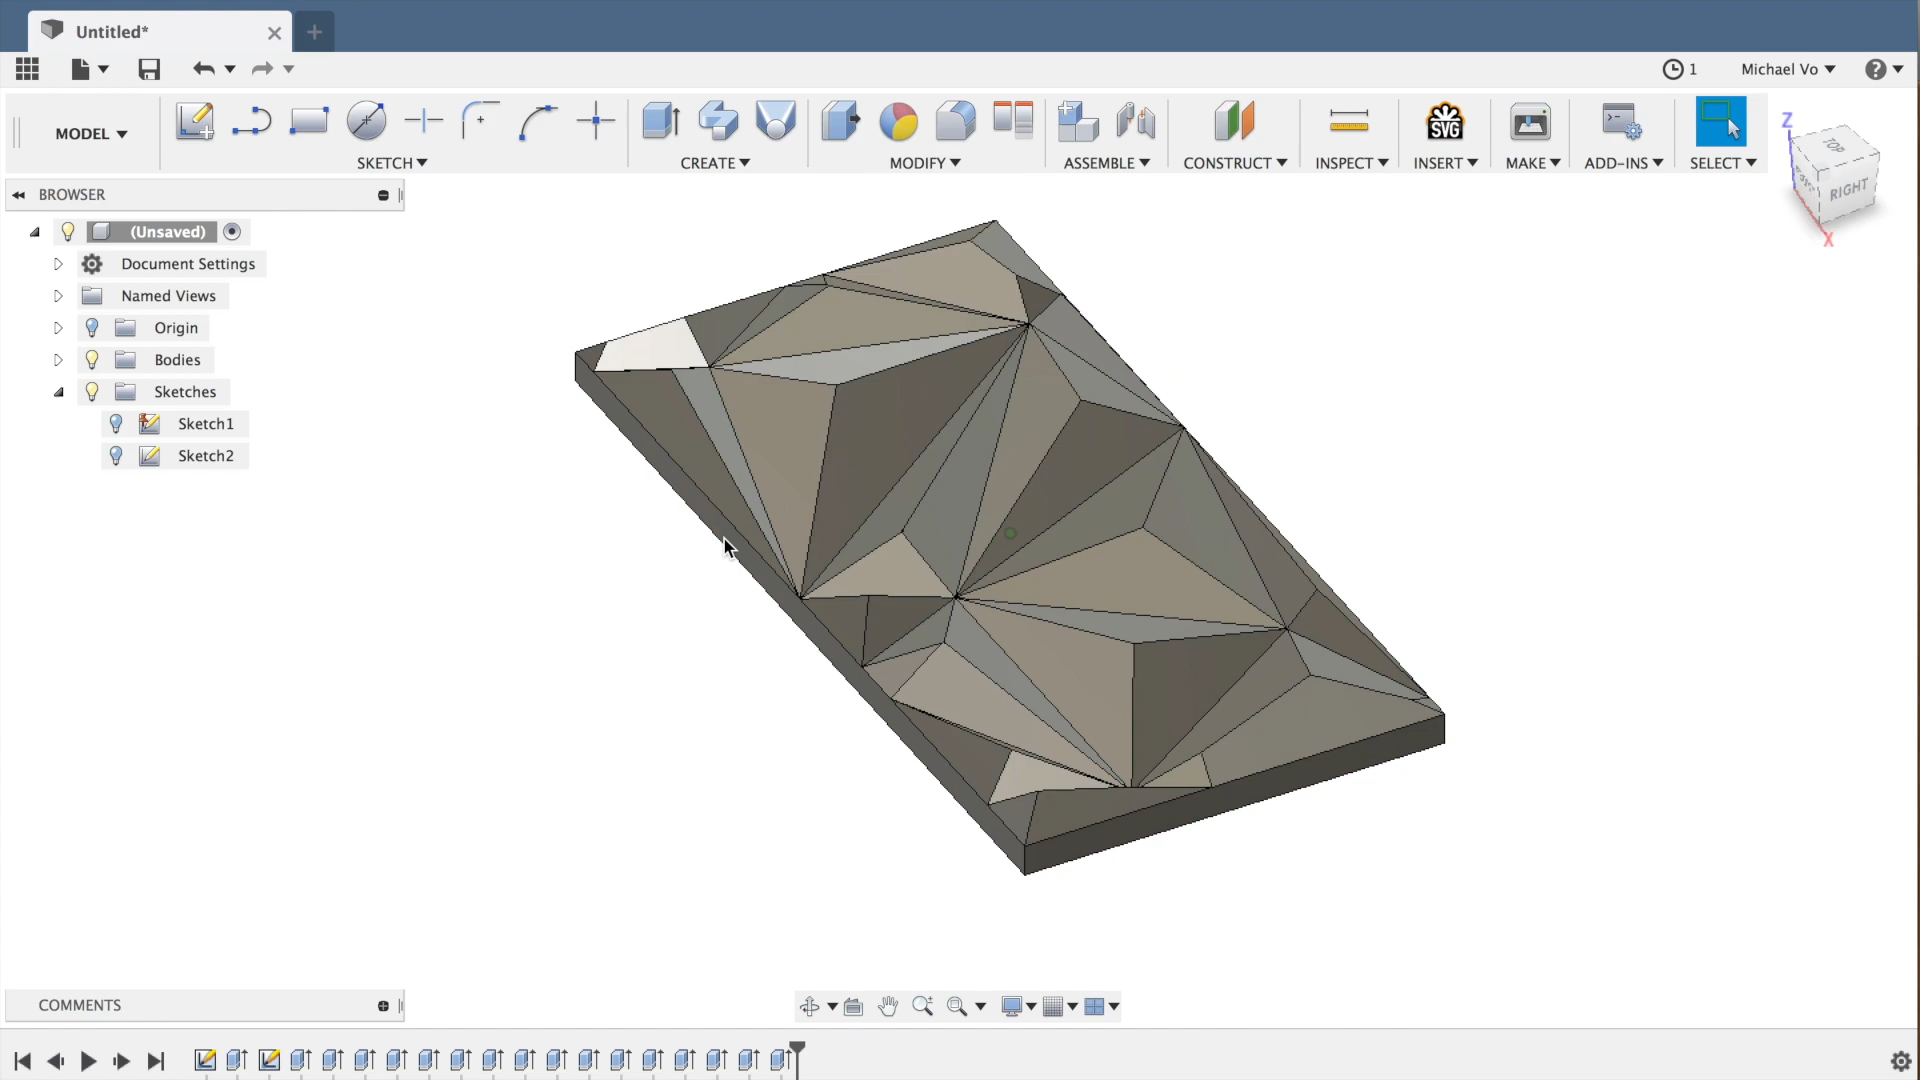 Untitled*
1 Michael Vo
MODEL SKETCH CREATE MODIFY ASSEMBLE CONSTRUCT INSPECT SVG INSERT MAKE ADD-INS SELECT
Z
TOP
RIGHT
X
BROWSER
(Unsaved)
Document Settings
Named Views
Origin
Bodies
Sketches
Sketch1
Sketch2
COMMENTS